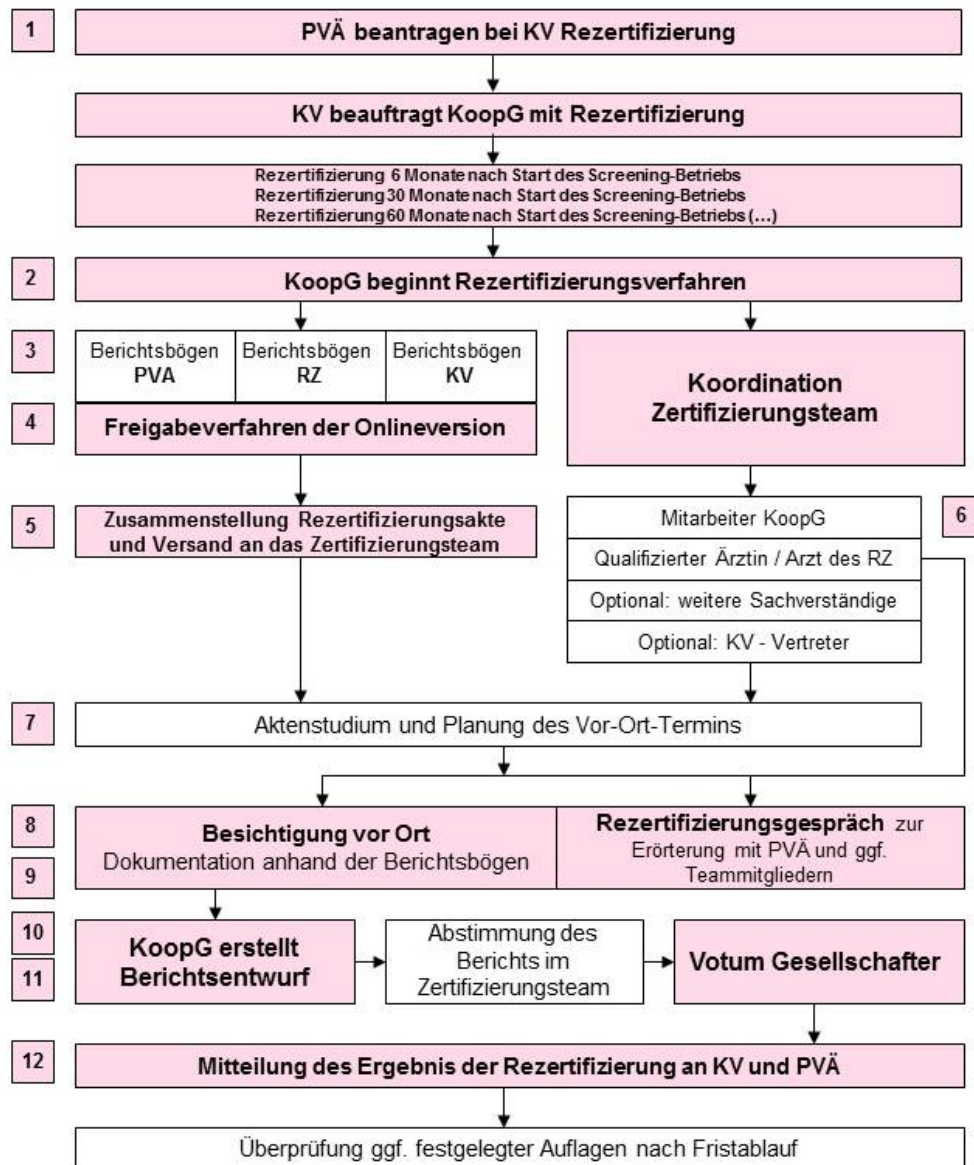 1
PVÄ beantragen bei KV Rezertifizierung
KV beauftragt KoopG mit Rezertifizierung
Rezertifizierung 6 Monate nach Start des Screening-Betriebs
Rezertifizierung 30 Monate nach Start des Screening-Betriebs
Rezertifizierung 60 Monate nach Start des Screening-Betriebs (...)
2
KoopG beginnt Rezertifizierungsverfahren
3
Berichtsbögen
PVA
Berichtsbögen
RZ
Berichtsbögen
KV
Koordination
Zertifizierungsteam
4
Freigabeverfahren der Onlineversion
5
Zusammenstellung Rezertifizierungsakte
und Versand an das Zertifizierungsteam
6
Mitarbeiter KoopG
Qualifizierter Ärztin / Arzt des RZ
Optional: weitere Sachverständige
Optional: KV - Vertreter
7
Aktenstudium und Planung des Vor-Ort-Termins
8
9
Besichtigung vor Ort
Dokumentation anhand der Berichtsbögen
Rezertifizierungsgespräch zur
Erörterung mit PVÄ und ggf.
Teammitgliedern
10
11
KoopG erstellt
Berichtsentwurf
Abstimmung des
Berichts im
Zertifizierungsteam
Votum Gesellschafter
12
Mitteilung des Ergebnis der Rezertifizierung an KV und PVÄ
Überprüfung ggf. festgelegter Auflagen nach Fristablauf